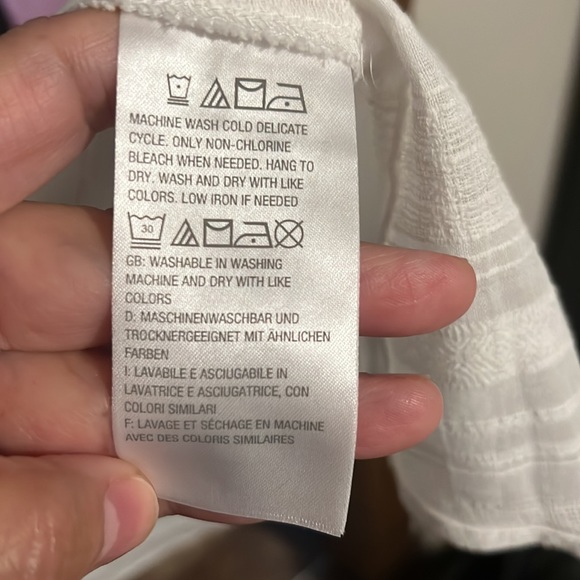 MACHINE WASH COLD DELICATE
CYCLE. ONLY NON-CHLORINE
BLEACH WHEN NEEDED. HANG TO
DRY. WASH AND DRY WITH LIKE
COLORS. LOW IRON IF NEEDED
30
GB: WASHABLE IN WASHING
MACHINE AND DRY WITH LIKE
COLORS
D: MASCHINENWASCHBAR UND
TROCKNERGEEIGNET MIT ÄHNLICHEN
FARBEN
I: LAVABILE E ASCIUGABILE IN
LAVATRICE E ASCIUGATRICE, CON
COLORI SIMILARI
F: LAVAGE ET SÉCHAGE EN MACHINE
AVEC DES COLORIS SIMILAIRES